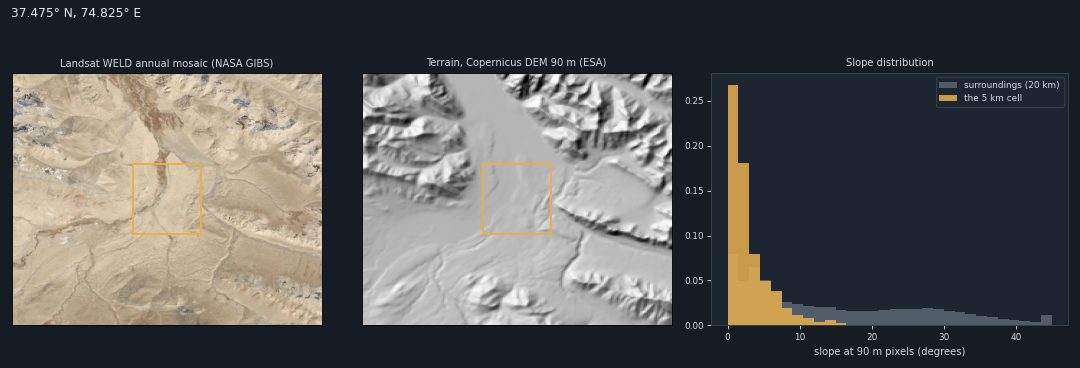 37.475° N, 74.825° E
Landsat WELD annual mosaic (NASA GIBS)
Terrain, Copernicus DEM 90 m (ESA)
Slope distribution
surroundings (20 km)
the 5 km cell
0.25
0.20
0.15
0.10
0.05
0.00
0 10 20 30 40
slope at 90 m pixels (degrees)